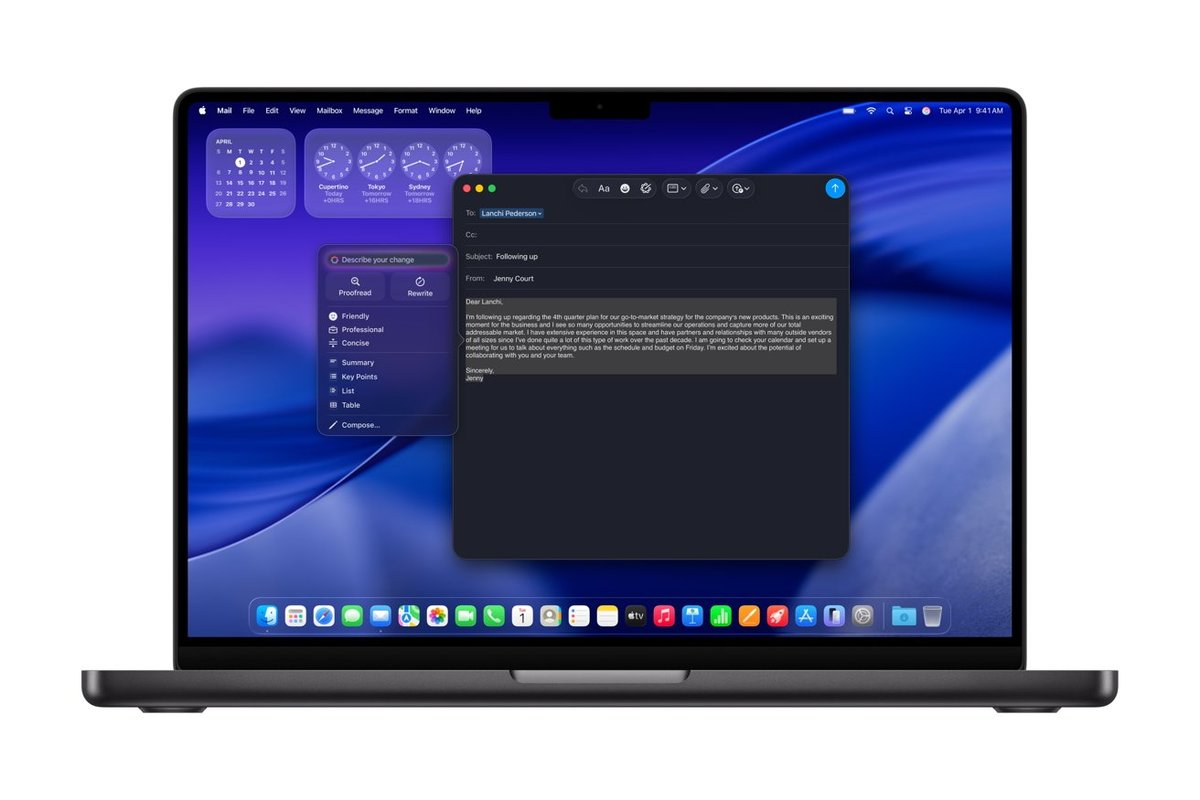 Mail File Edit View Mailbox Message Format Window Help
Tue Apr 1 9:41 AM
APRIL
S M T W T F S
1 2 3 4 5
6 7 8 9 10 11 12
13 14 15 16 17 18 19
20 21 22 23 24 25 26
27 28 29 30
Cupertino
Today
+0HRS
Tokyo
Tomorrow
+16HRS
Sydney
Tomorrow
+18HRS
Aa
To: Lanchi Pederson
Cc:
Subject: Following up
From: Jenny Court
Dear Lanchi,
I'm following up regarding the 4th quarter plan for our go-to-market strategy for the company's new products. This is an exciting
moment for the business and I see so many opportunities to streamline our operations and capture more of our total
addressable market. I have extensive experience in this space and have partners and relationships with many outside vendors
of all sizes since I've done quite a lot of this type of work over the past decade. I am going to check your calendar and set up a
meeting for us to talk about everything such as the schedule and budget on Friday. I'm excited about the potential of
collaborating with you and your team.
Sincerely,
Jenny
Describe your change
Proofread
Rewrite
Friendly
Professional
Concise
Summary
Key Points
List
Table
Compose...
1
tv